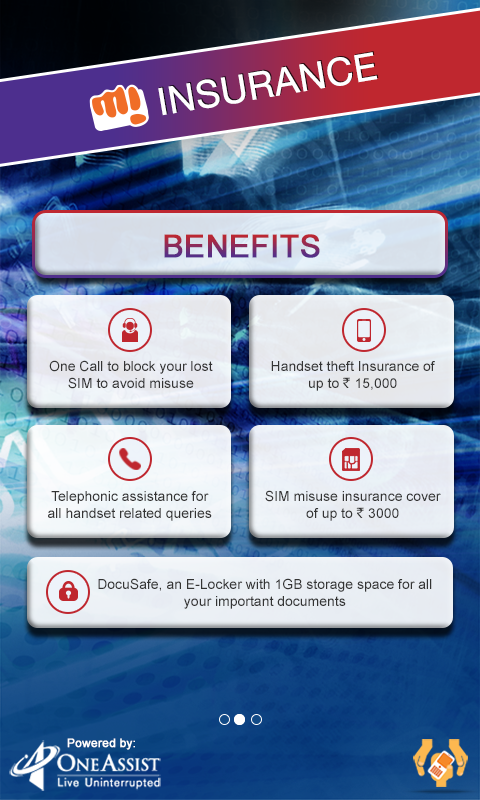 INSURANCE
BENEFITS
One Call to block your lost
SIM to avoid misuse
Handset theft Insurance of
up to ₹ 15,000
Telephonic assistance for
all handset related queries
SIM misuse insurance cover
of up to ₹ 3000
DocuSafe, an E-Locker with 1GB storage space for all
your important documents
Powered by:
ONEASSIST
Live Uninterrupted